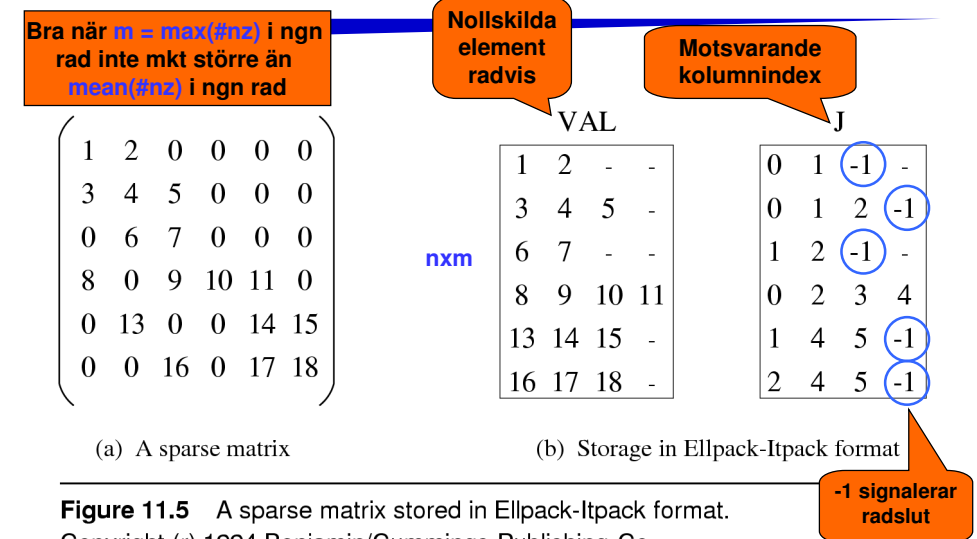 Bra när m = max(#nz) i ngn
rad inte mkt större än
mean(#nz) i ngn rad
Nollskilda
element
radvis
Motsvarande
kolumnindex
1 2 0 0 0 0
3 4 5 0 0 0
0 6 7 0 0 0
8 0 9 10 11 0
0 13 0 0 14 15
0 0 16 0 17 18
(a) A sparse matrix
nxm
VAL
1 2 - -
3 4 5 -
6 7 - -
8 9 10 11
13 14 15 -
16 17 18 -
J
0 1 -1 -
0 1 2 -1
1 2 -1 -
0 2 3 4
1 4 5 -1
2 4 5 -1
(b) Storage in Ellpack-Itpack format
-1 signalerar
radslut
Figure 11.5 A sparse matrix stored in Ellpack-Itpack format.
Copyright (r) 1994 Benjamin/Cummings Publishing Co